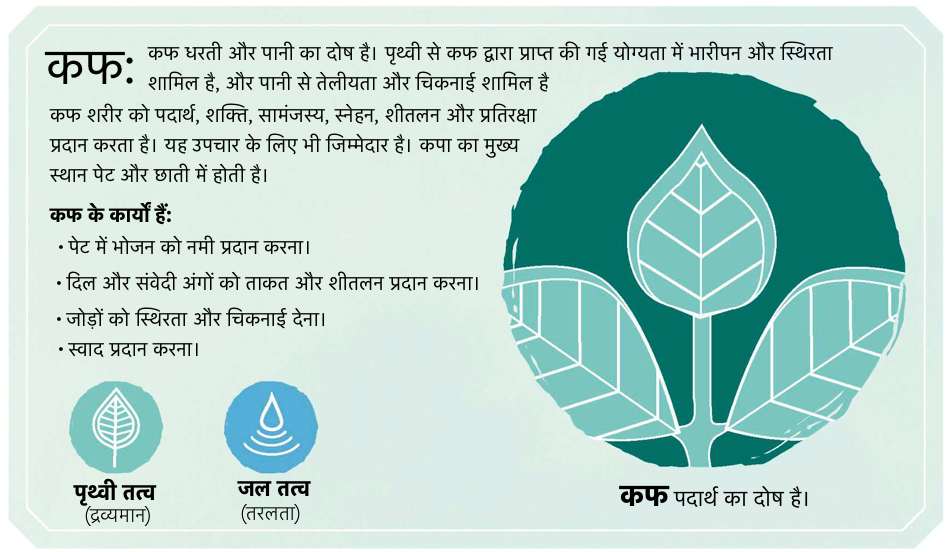 कफ: कफ धरती और पानी का दोष है। पृथ्वी से कफ द्वारा प्राप्त की गई योग्यता में भारीपन और स्थिरता
शामिल है, और पानी से तेलीयता और चिकनाई शामिल है
कफ शरीर को पदार्थ, शक्ति, सामंजस्य, स्नेहन, शीतलन और प्रतिरक्षा
प्रदान करता है। यह उपचार के लिए भी जिम्मेदार है। कपा का मुख्य
स्थान पेट और छाती में होती है।
कफ के कार्यों हैं:
• पेट में भोजन को नमी प्रदान करना।
• दिल और संवेदी अंगों को ताकत और शीतलन प्रदान करना।
• जोड़ों को स्थिरता और चिकनाई देना।
• स्वाद प्रदान करना।
पृथ्वी तत्व
(द्रव्यमान)
जल तत्व
(तरलता)
कफ पदार्थ का दोष है।